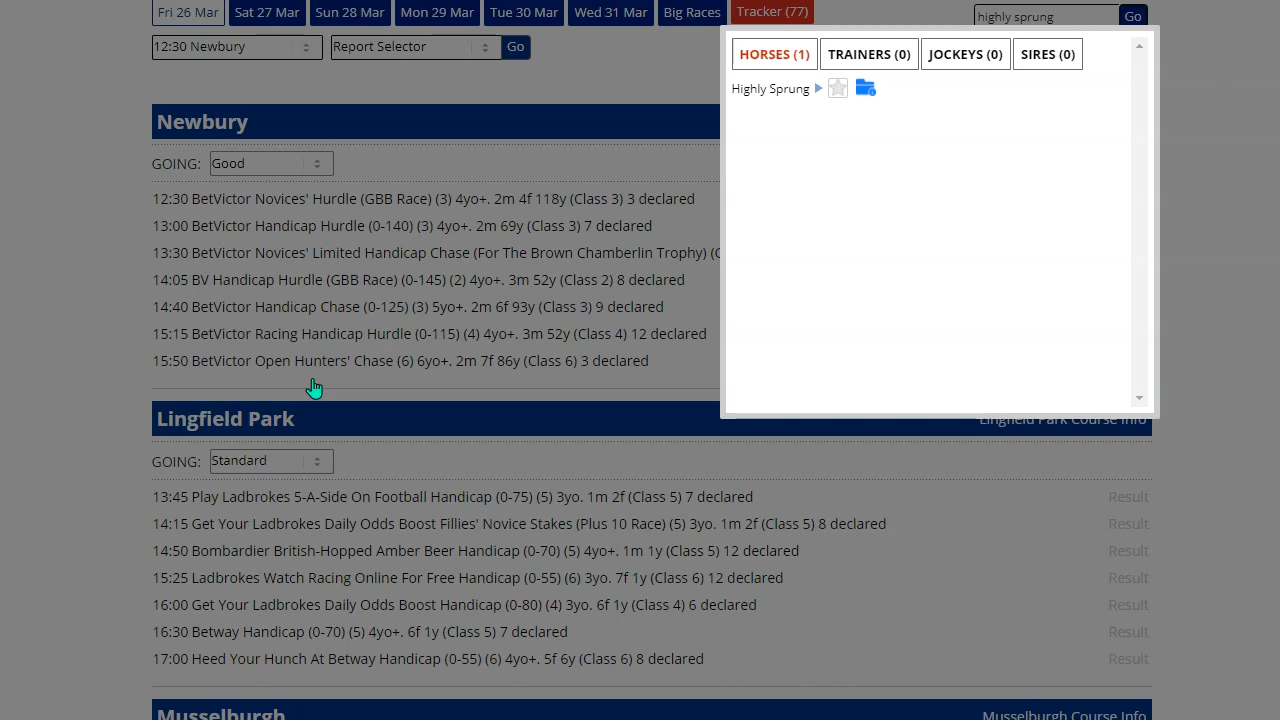 Fri 26 Mar Sat 27 Mar Sun 28 Mar Mon 29 Mar Tue 30 Mar Wed 31 Mar Big Races Tracker (77) highly sprung Go
12:30 Newbury Report Selector Go
HORSES (1) TRAINERS (0) JOCKEYS (0) SIRES (0)
Highly Sprung
Newbury
GOING: Good
12:30 BetVictor Novices' Hurdle (GBB Race) (3) 4yo+. 2m 4f 118y (Class 3) 3 declared
13:00 BetVictor Handicap Hurdle (0-140) (3) 4yo+. 2m 69y (Class 3) 7 declared
13:30 BetVictor Novices' Limited Handicap Chase (For The Brown Chamberlin Trophy) (
14:05 BV Handicap Hurdle (GBB Race) (0-145) (2) 4yo+. 3m 52y (Class 2) 8 declared
14:40 BetVictor Handicap Chase (0-125) (3) 5yo+. 2m 6f 93y (Class 3) 9 declared
15:15 BetVictor Racing Handicap Hurdle (0-115) (4) 4yo+. 3m 52y (Class 4) 12 declared
15:50 BetVictor Open Hunters' Chase (6) 6yo+. 2m 7f 86y (Class 6) 3 declared
Lingfield Park Lingfield Park Course Info
GOING: Standard
13:45 Play Ladbrokes 5-A-Side On Football Handicap (0-75) (5) 3yo. 1m 2f (Class 5) 7 declared Result
14:15 Get Your Ladbrokes Daily Odds Boost Fillies' Novice Stakes (Plus 10 Race) (5) 3yo. 1m 2f (Class 5) 8 declared Result
14:50 Bombardier British-Hopped Amber Beer Handicap (0-70) (5) 4yo+. 1m 1y (Class 5) 12 declared Result
15:25 Ladbrokes Watch Racing Online For Free Handicap (0-55) (6) 3yo. 7f 1y (Class 6) 12 declared Result
16:00 Get Your Ladbrokes Daily Odds Boost Handicap (0-80) (4) 3yo. 6f 1y (Class 4) 6 declared Result
16:30 Betway Handicap (0-70) (5) 4yo+. 6f 1y (Class 5) 7 declared Result
17:00 Heed Your Hunch At Betway Handicap (0-55) (6) 4yo+. 5f 6y (Class 6) 8 declared Result
Musselburgh Musselburgh Course Info